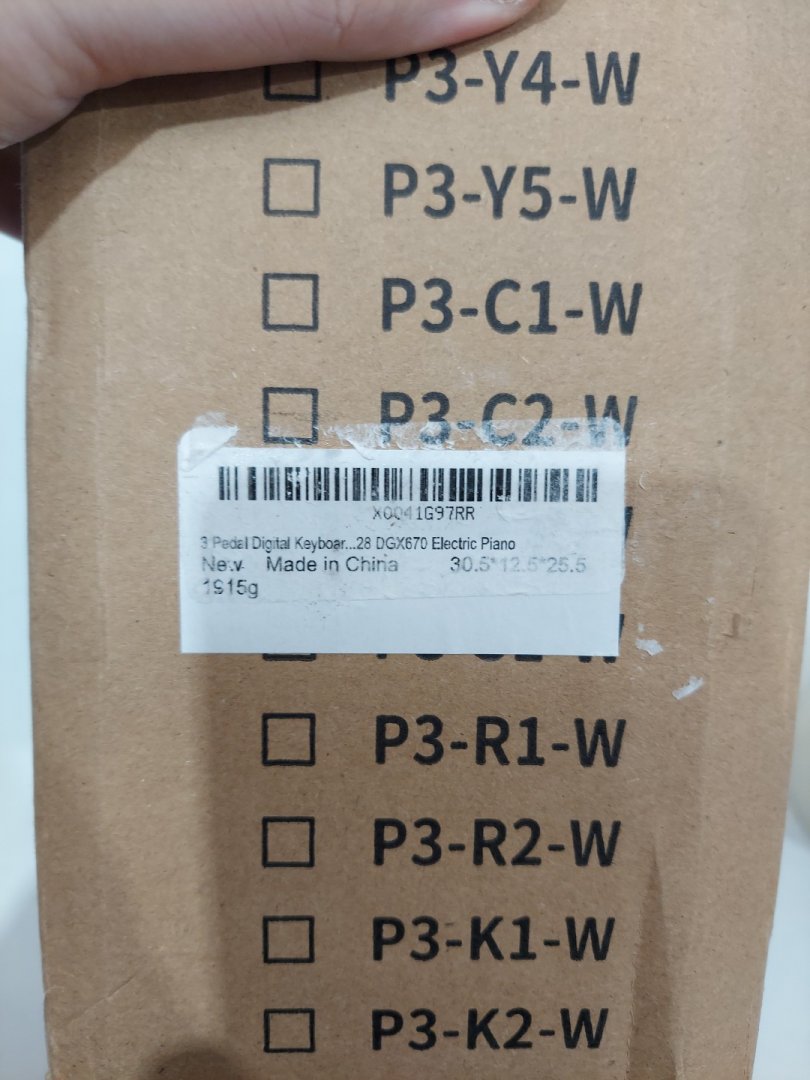 P3-Y4-W
P3-Y5-W
P3-C1-W
P3-C2-W
X0041G97RR
3 Pedal Digital Keyboar...28 DGX670 Electric Piano
New Made in China 30.5*12.5*25.5
1915g
P3-R1-W
P3-R2-W
P3-K1-W
P3-K2-W